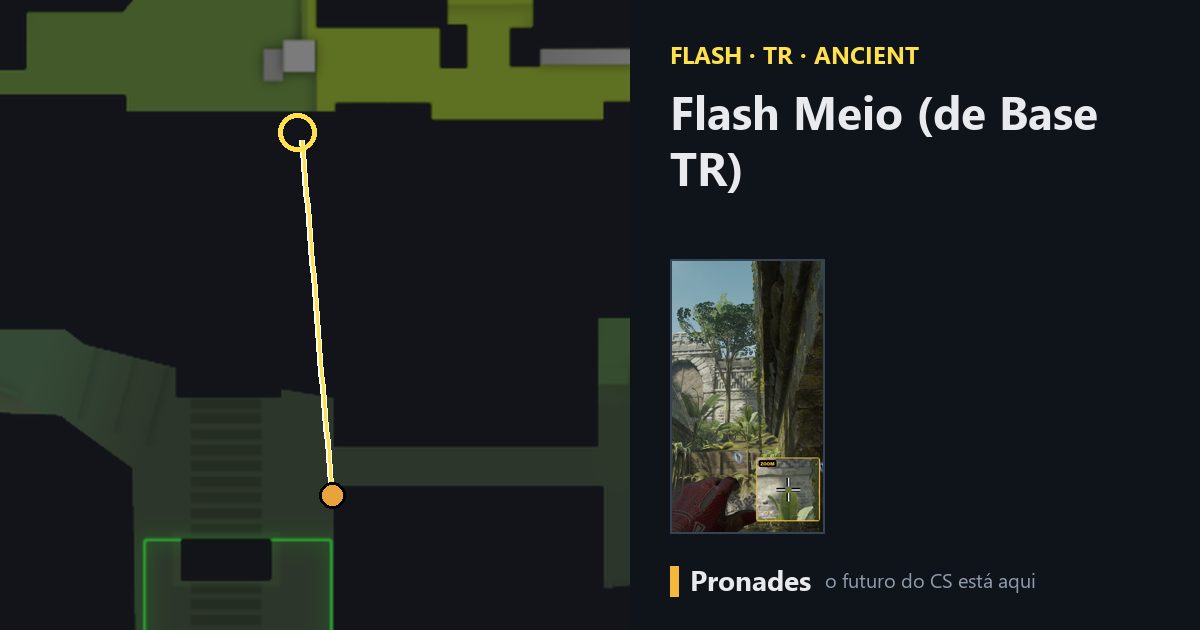 FLASH · TR · ANCIENT
Flash Meio (de Base
TR)
ZOOM
Pronades o futuro do CS está aqui